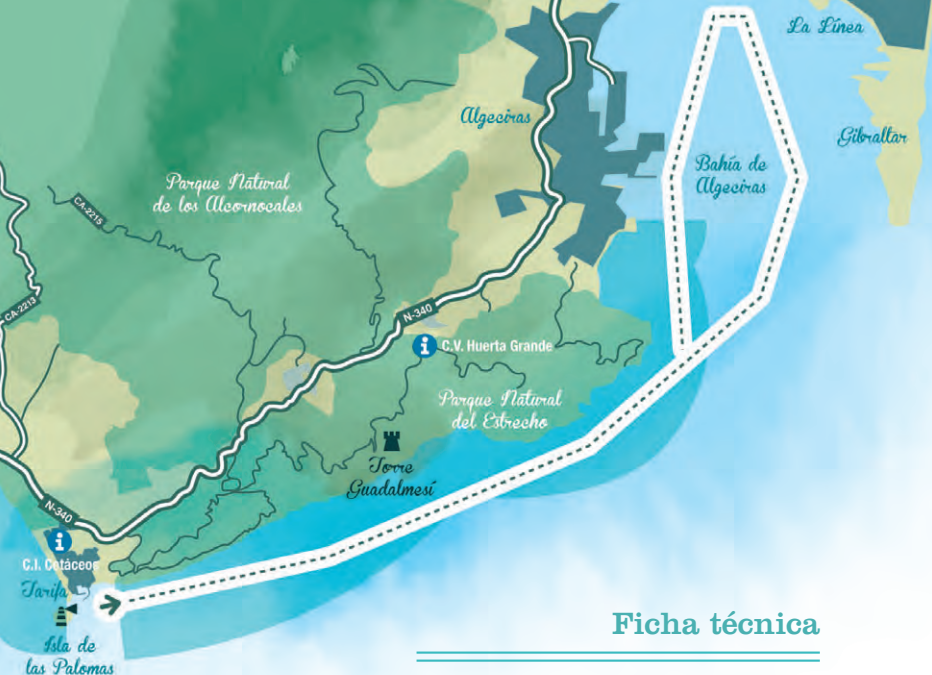 La Línea
Algeciras
Gibraltar
Bahía de
Algeciras
Parque Natural
de los Alcornocales
CA-2215
CA-2213
N-340
C.V. Huerta Grande
Parque Natural
del Estrecho
Torre
Guadalmesí
N-340
C.I. Cetáceos
Tarifa
Isla de
las Palomas
Ficha técnica